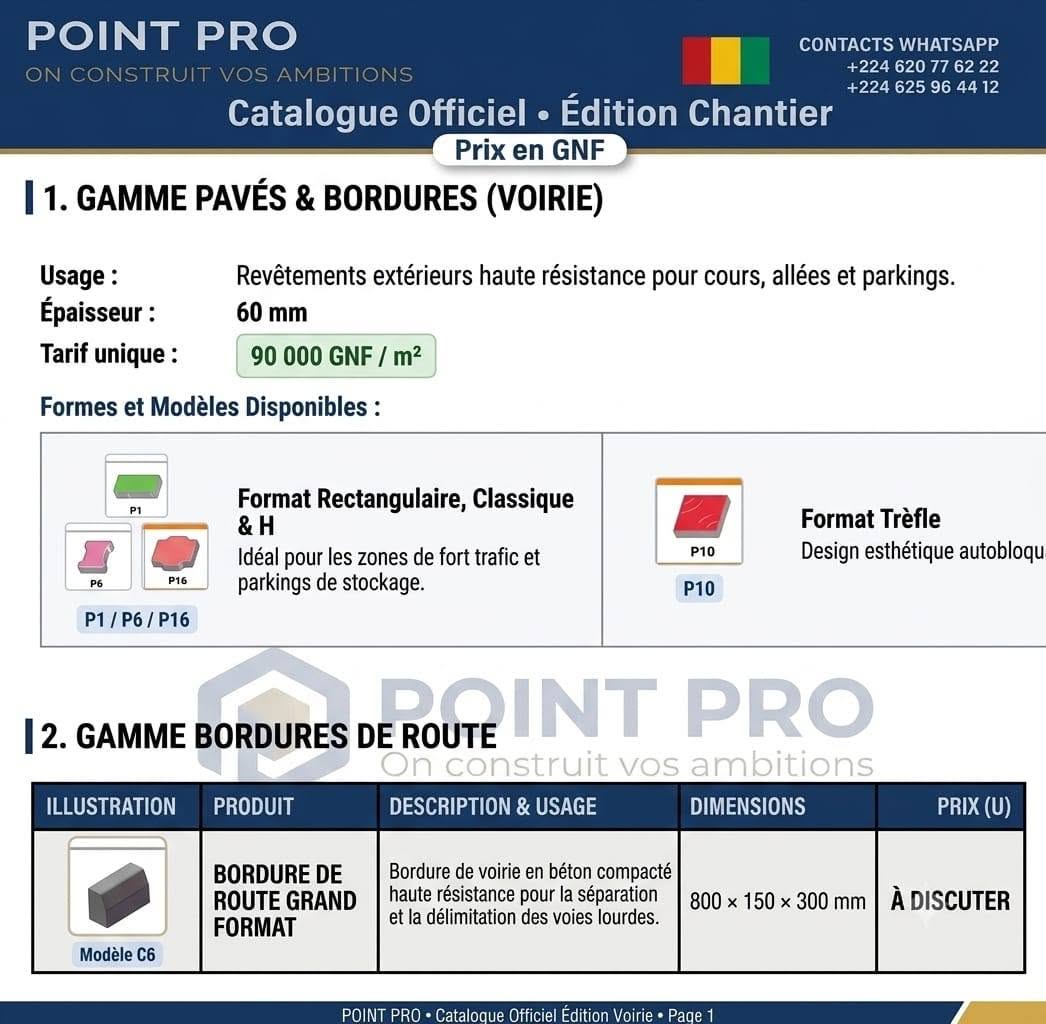 POINT PRO
ON CONSTRUIT VOS AMBITIONS
CONTACTS WHATSAPP
+224 620 77 62 22
+224 625 96 44 12
Catalogue Officiel • Édition Chantier
Prix en GNF
1. GAMME PAVÉS & BORDURES (VOIRIE)
Usage : Revêtements extérieurs haute résistance pour cours, allées et parkings.
Épaisseur : 60 mm
Tarif unique : 90 000 GNF / m²
Formes et Modèles Disponibles :
P1
P6
P16
P1 / P6 / P16
Format Rectangulaire, Classique
& H
Idéal pour les zones de fort trafic et
parkings de stockage.
P10
P10
Format Trèfle
Design esthétique autobloqu
POINT PRO
On construit vos ambitions
2. GAMME BORDURES DE ROUTE
ILLUSTRATION PRODUIT DESCRIPTION & USAGE DIMENSIONS PRIX (U)
Modèle C6
BORDURE DE
ROUTE GRAND
FORMAT
Bordure de voirie en béton compacté
haute résistance pour la séparation
et la délimitation des voies lourdes.
800 × 150 × 300 mm
À DISCUTER
POINT PRO • Catalogue Officiel Édition Voirie • Page 1